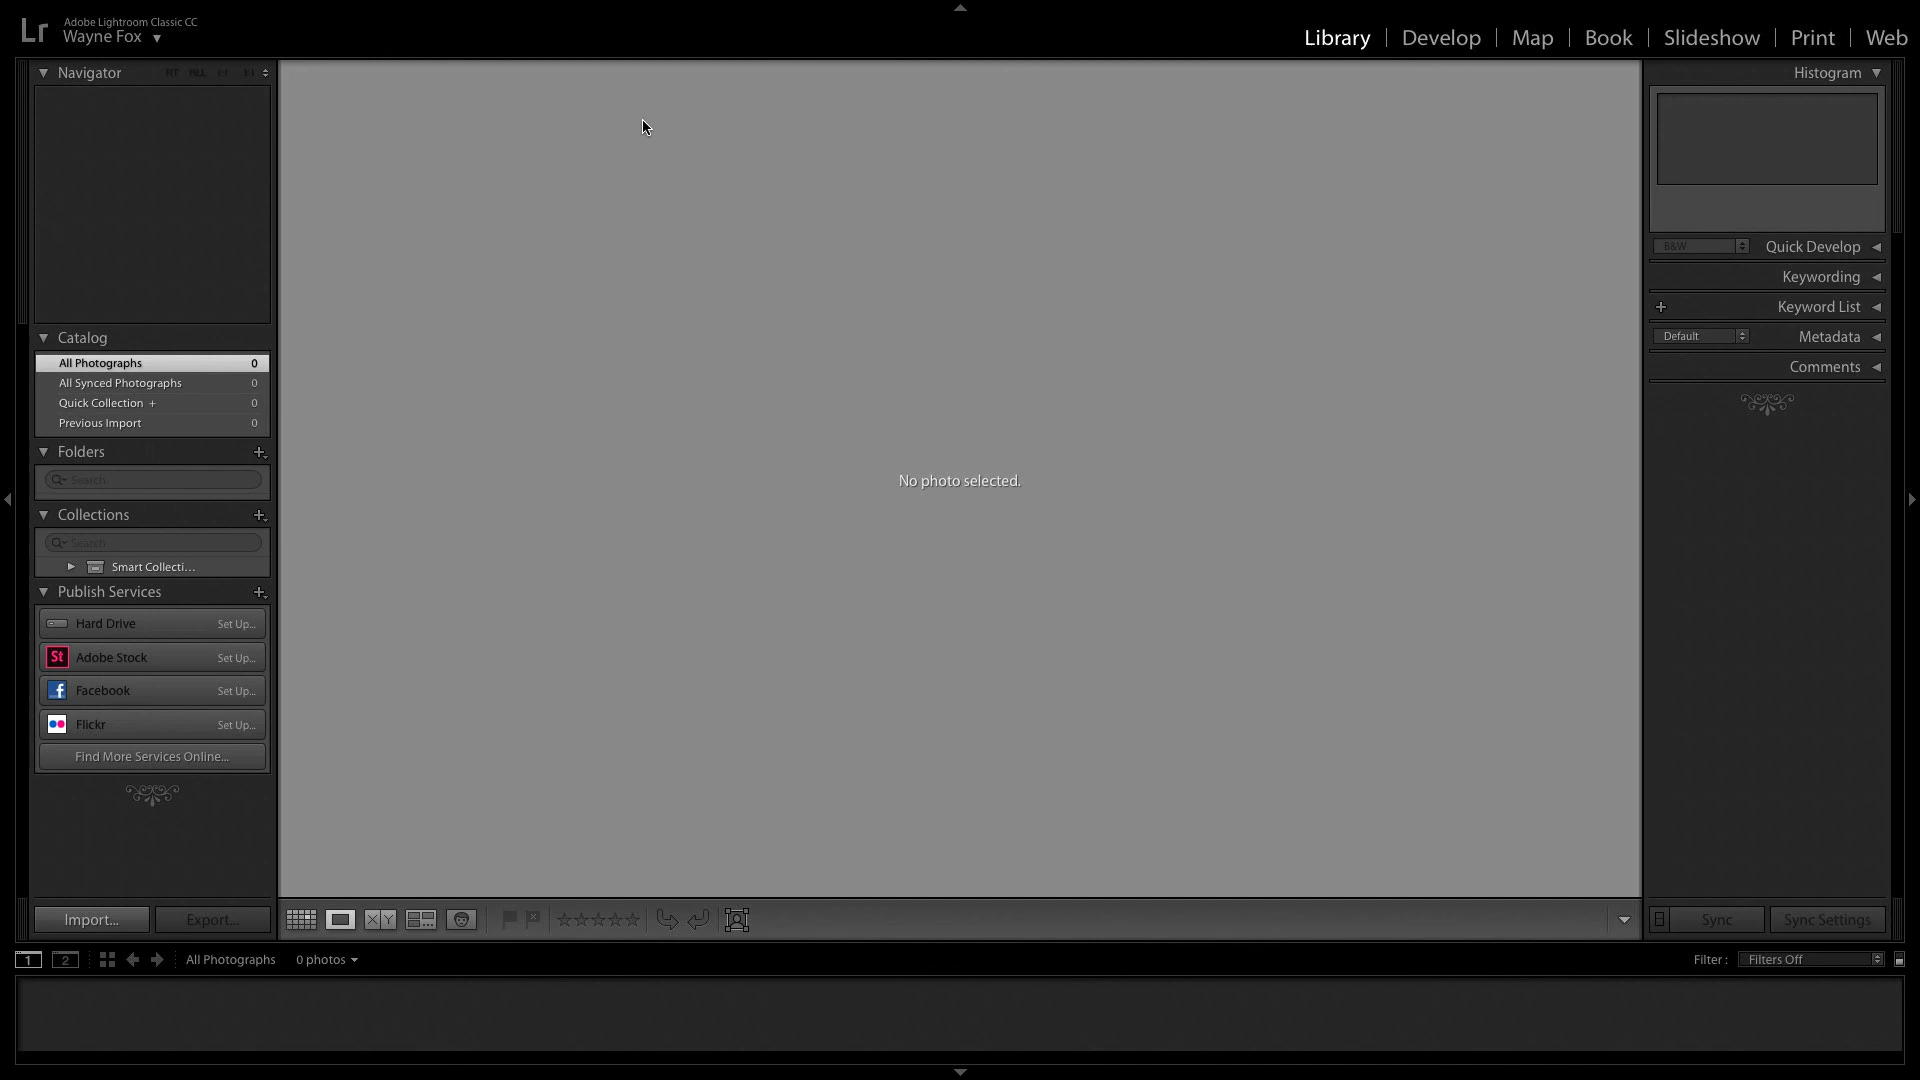 Lr
Adobe Lightroom Classic CC
Wayne Fox
Library
Develop
Map
Book
Slideshow
Print
Web
Navigator
Histogram
B&W
Quick Develop
Keywording
Keyword List
Default
Metadata
Comments
Catalog
All Photographs 0
All Synced Photographs 0
Quick Collection + 0
Previous Import 0
Folders
Search
Collections
Search
Smart Collecti...
Publish Services
Hard Drive Set Up...
St Adobe Stock Set Up...
f Facebook Set Up...
Flickr Set Up...
Find More Services Online...
No photo selected.
Import...
Export...
X Y
Sync
Sync Settings
1
2
All Photographs
0 photos
Filter :
Filters Off